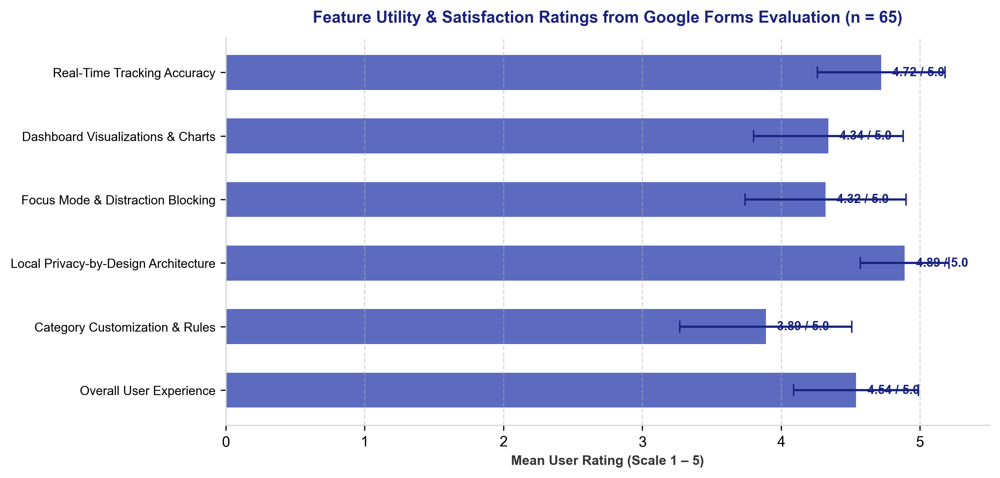 Feature Utility & Satisfaction Ratings from Google Forms Evaluation (n = 65)
Real-Time Tracking Accuracy
4.72 / 5.0
Dashboard Visualizations & Charts
4.34 / 5.0
Focus Mode & Distraction Blocking
4.32 / 5.0
Local Privacy-by-Design Architecture
4.89 / 5.0
Category Customization & Rules
3.89 / 5.0
Overall User Experience
4.54 / 5.0
0 1 2 3 4 5
Mean User Rating (Scale 1 – 5)